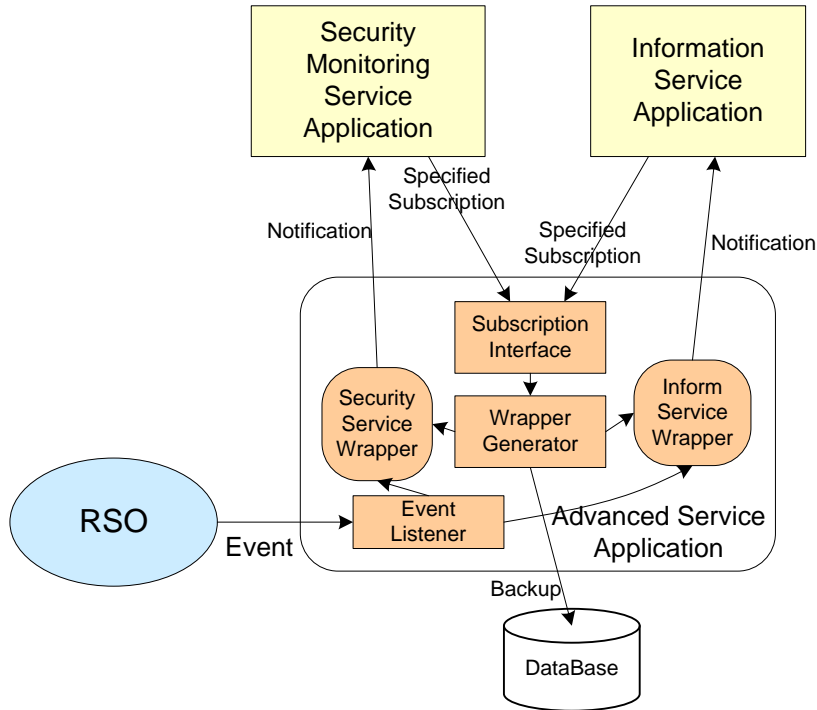 Security
Monitoring
Service
Application
Information
Service
Application
Specified
Subscription
Specified
Subscription
Notification
Notification
Subscription
Interface
Security
Service
Wrapper
Wrapper
Generator
Inform
Service
Wrapper
RSO
Event
Event
Listener
Advanced Service
Application
Backup
DataBase